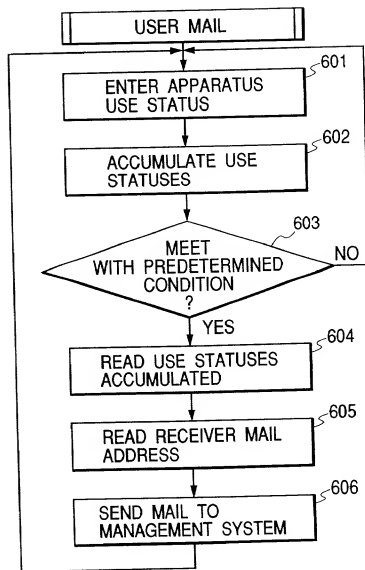 USER MAIL
601
ENTER APPARATUS
USE STATUS
602
ACCUMULATE USE
STATUSES
603
MEET
WITH PREDETERMINED
CONDITION
?
NO
YES
604
READ USE STATUSES
ACCUMULATED
605
READ RECEIVER MAIL
ADDRESS
606
SEND MAIL TO
MANAGEMENT SYSTEM